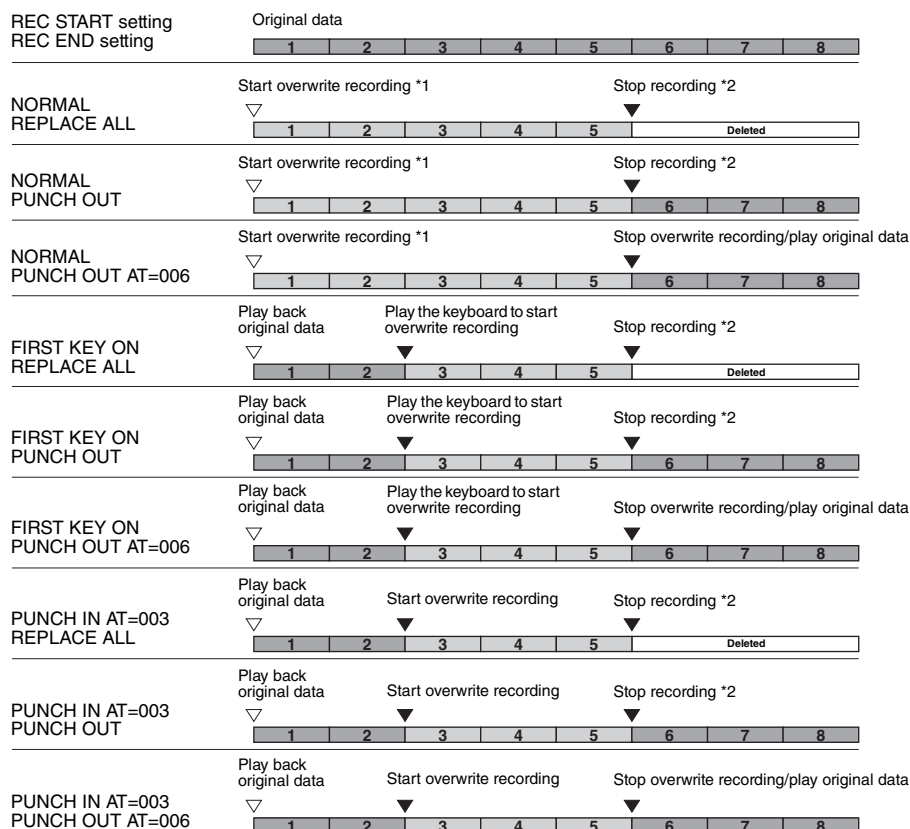 REC START setting
REC END setting
Original data
1 2 3 4 5 6 7 8
NORMAL
REPLACE ALL
Start overwrite recording *1
Stop recording *2
1 2 3 4 5 Deleted
NORMAL
PUNCH OUT
Start overwrite recording *1
Stop recording *2
1 2 3 4 5 6 7 8
NORMAL
PUNCH OUT AT=006
Start overwrite recording *1
Stop overwrite recording/play original data
1 2 3 4 5 6 7 8
FIRST KEY ON
REPLACE ALL
Play back
original data
Play the keyboard to start
overwrite recording
Stop recording *2
1 2 3 4 5 Deleted
FIRST KEY ON
PUNCH OUT
Play back
original data
Play the keyboard to start
overwrite recording
Stop recording *2
1 2 3 4 5 6 7 8
FIRST KEY ON
PUNCH OUT AT=006
Play back
original data
Play the keyboard to start
overwrite recording
Stop overwrite recording/play original data
1 2 3 4 5 6 7 8
PUNCH IN AT=003
REPLACE ALL
Play back
original data
Start overwrite recording
Stop recording *2
1 2 3 4 5 Deleted
PUNCH IN AT=003
PUNCH OUT
Play back
original data
Start overwrite recording
Stop recording *2
1 2 3 4 5 6 7 8
PUNCH IN AT=003
PUNCH OUT AT=006
Play back
original data
Start overwrite recording
Stop overwrite recording/play original data
1 2 3 4 5 6 7 8